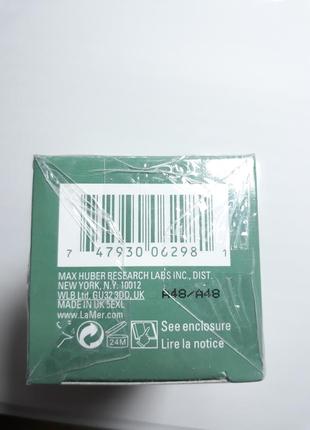 7 47930 06298 1
MAX HUBER RESEARCH LABS INC., DIST.
NEW YORK, N.Y. 10012
WLB Ltd. GU32 3DD, UK A48/A48
MADE IN UK 5EXL
www.LaMer.com
24M
See enclosure
Lire la notice